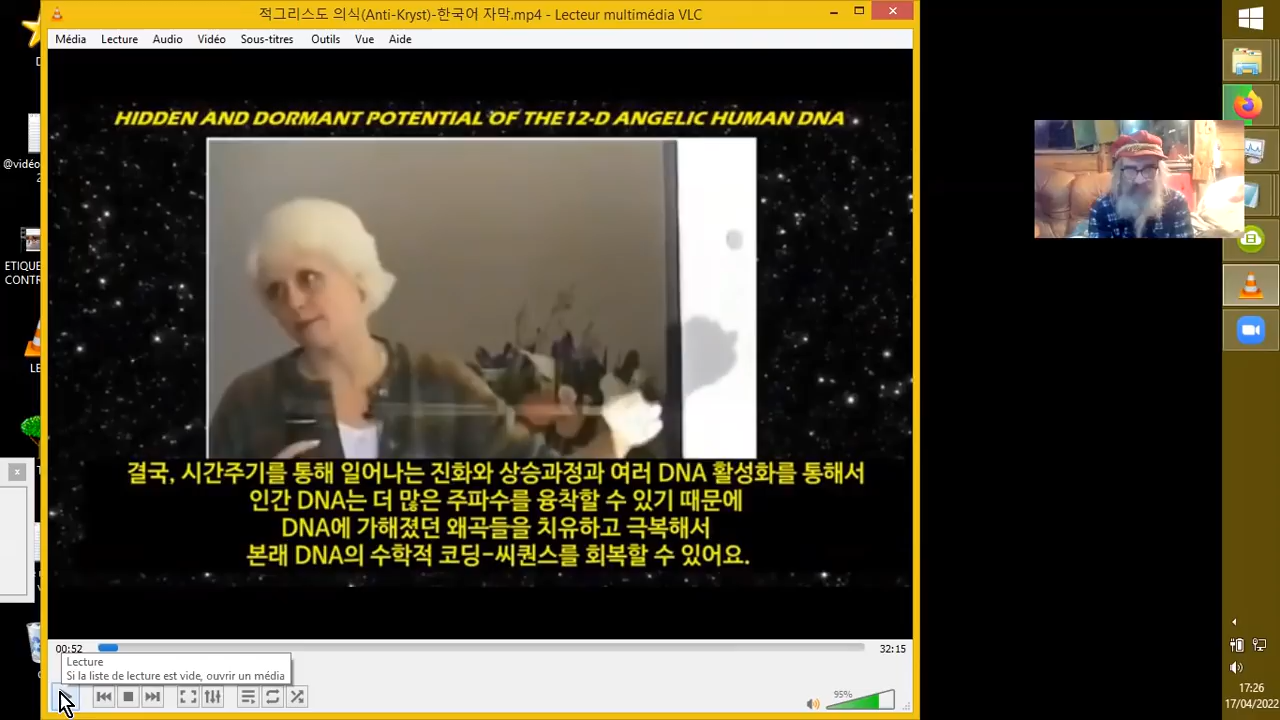 적그리스도 의식(Anti-Kryst)-한국어 자막.mp4 - Lecteur multimédia VLC
Média Lecture Audio Vidéo Sous-titres Outils Vue Aide
HIDDEN AND DORMANT POTENTIAL OF THE 12-D ANGELIC HUMAN DNA
@vidéo
ETIQUE
CONTR
결국, 시간주기를 통해 일어나는 진화와 상승과정과 여러 DNA 활성화를 통해서
인간 DNA는 더 많은 주파수를 융착할 수 있기 때문에
DNA에 가해졌던 왜곡들을 치유하고 극복해서
본래 DNA의 수학적 코딩-씨퀀스를 회복할 수 있어요.
00:52
32:15
Lecture
Si la liste de lecture est vide, ouvrir un média
95%
17:26
17/04/2022